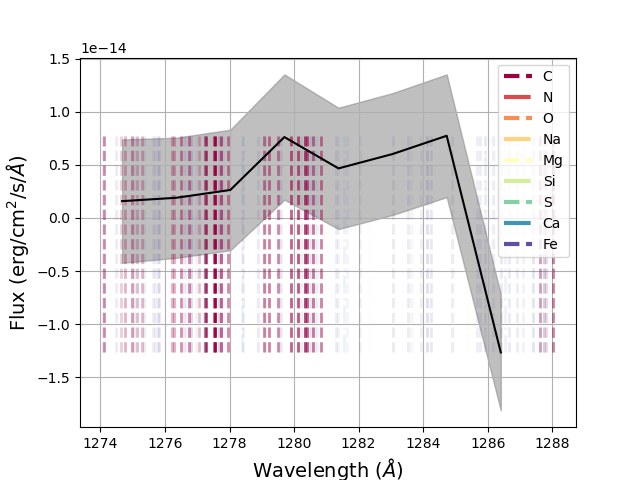 1e−14
1.5
1.0
0.5
0.0
−0.5
−1.0
−1.5
Flux (erg/cm²/s/Å)
C
N
O
Na
Mg
Si
S
Ca
Fe
1274 1276 1278 1280 1282 1284 1286 1288
Wavelength (Å)